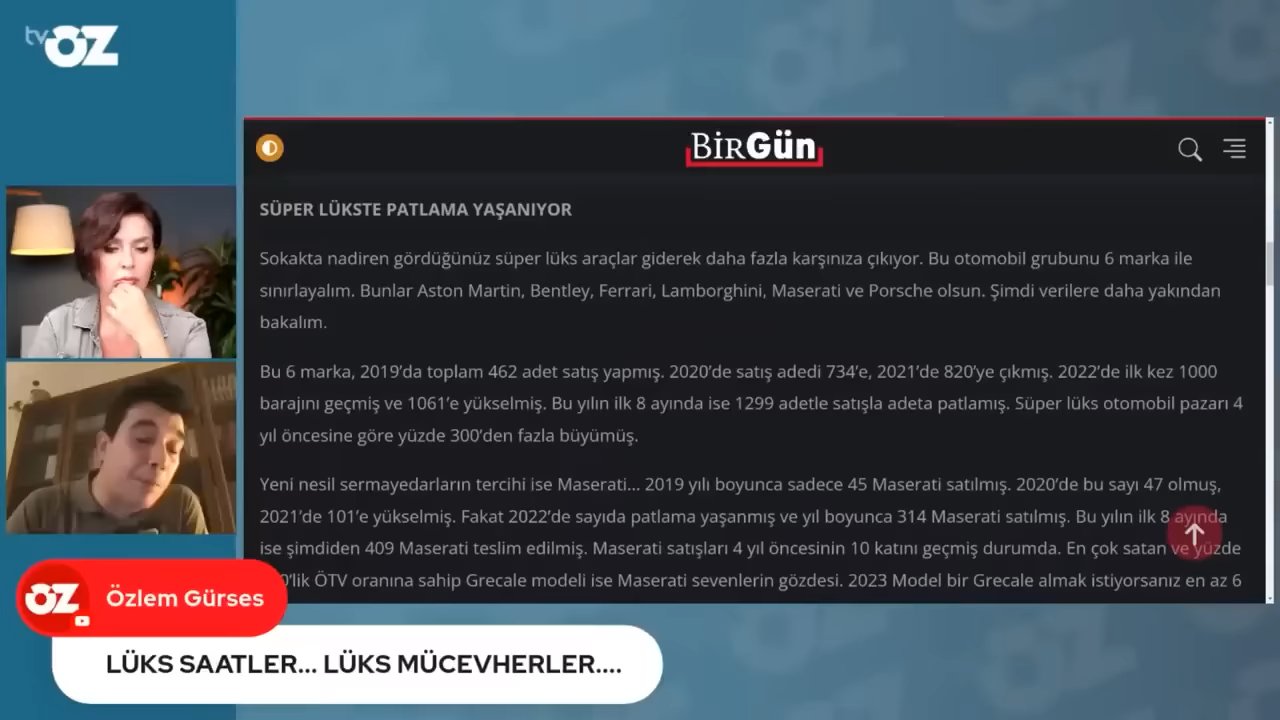 tv ÖZ
BİRGün
SÜPER LÜKSTE PATLAMA YAŞANIYOR
Sokakta nadiren gördüğünüz süper lüks araçlar giderek daha fazla karşınıza çıkıyor. Bu otomobil grubunu 6 marka ile
sınırlayalım. Bunlar Aston Martin, Bentley, Ferrari, Lamborghini, Maserati ve Porsche olsun. Şimdi verilere daha yakından
bakalım.
Bu 6 marka, 2019’da toplam 462 adet satış yapmış. 2020’de satış adedi 734’e, 2021’de 820’ye çıkmış. 2022’de ilk kez 1000
barajını geçmiş ve 1061’e yükselmiş. Bu yılın ilk 8 ayında ise 1299 adetle satışla adeta patlamış. Süper lüks otomobil pazarı 4
yıl öncesine göre yüzde 300’den fazla büyümüş.
Yeni nesil sermayedarların tercihi ise Maserati... 2019 yılı boyunca sadece 45 Maserati satılmış. 2020’de bu sayı 47 olmuş,
2021’de 101’e yükselmiş. Fakat 2022’de sayıda patlama yaşanmış ve yıl boyunca 314 Maserati satılmış. Bu yılın ilk 8 ayında
ise şimdiden 409 Maserati teslim edilmiş. Maserati satışları 4 yıl öncesinin 10 katını geçmiş durumda. En çok satan ve yüzde
ÖTV oranına sahip Grecale modeli ise Maserati sevenlerin gözdesi. 2023 Model bir Grecale almak istiyorsanız en az 6
ÖZ
Özlem Gürses
LÜKS SAATLER... LÜKS MÜCEVHERLER....